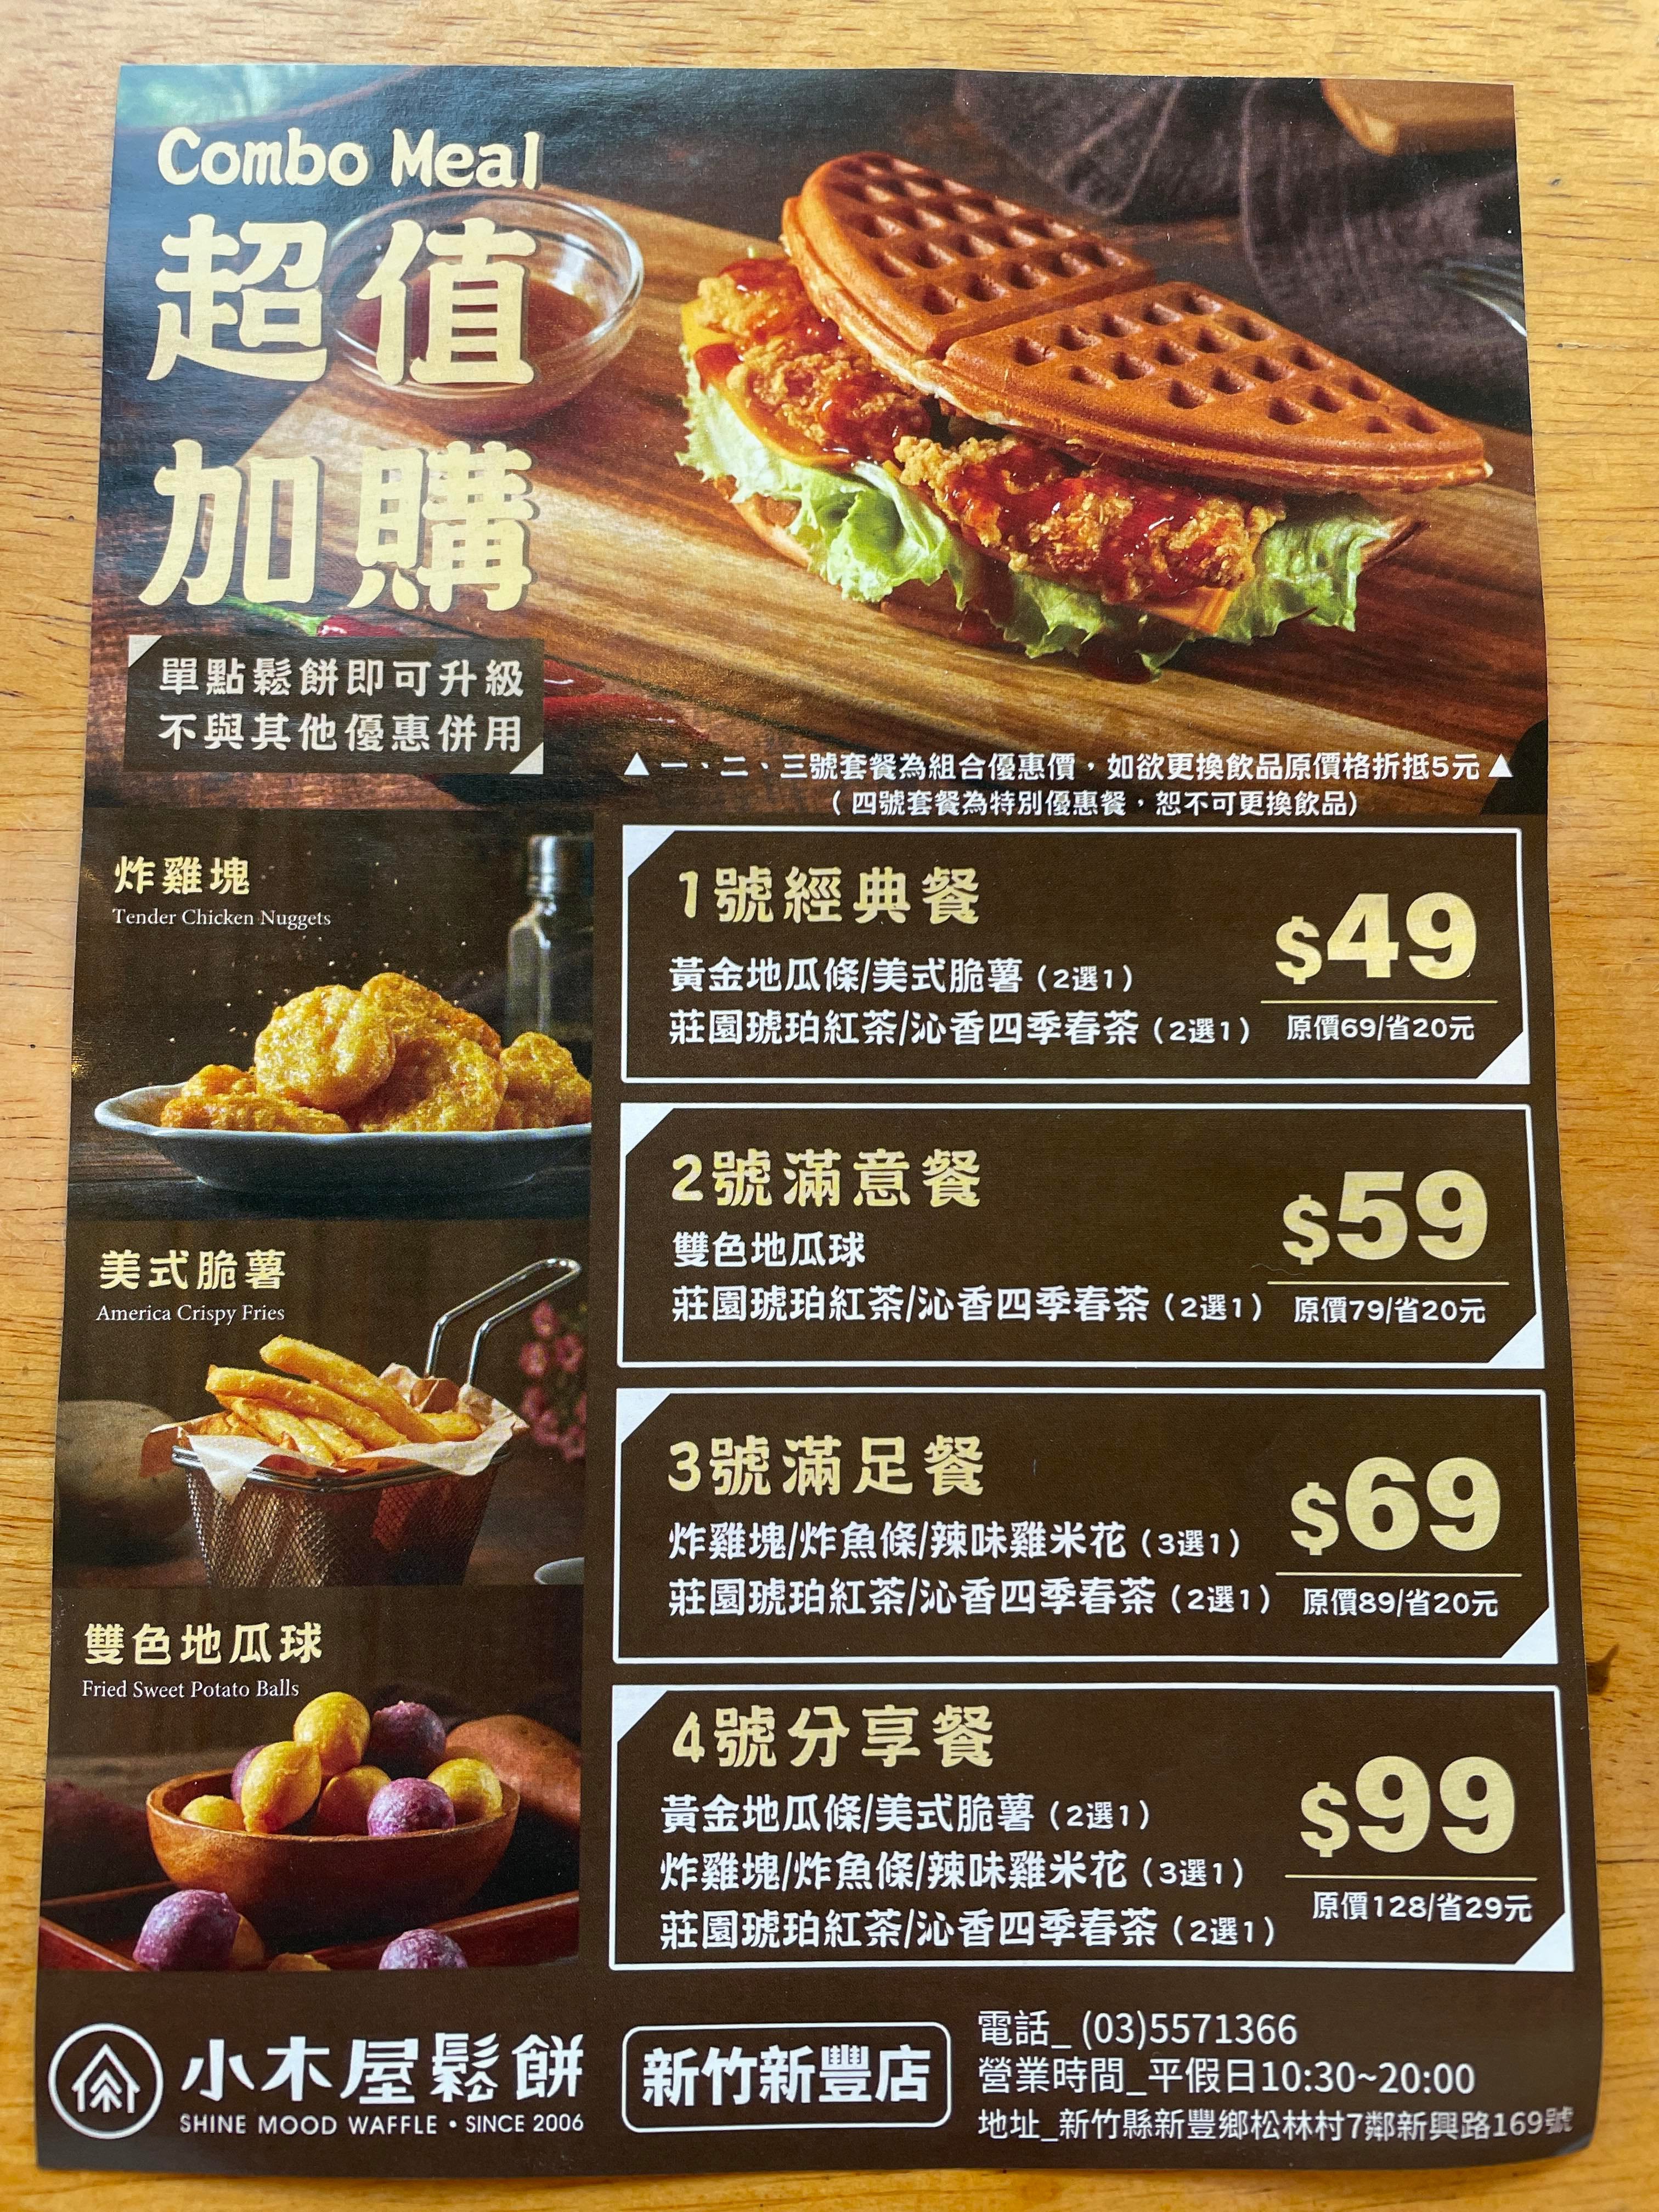 Combo Meal
超值
加購
單點鬆餅即可升級
不與其他優惠併用
▲一、二、三號套餐為組合優惠價，如欲更換飲品原價格折抵5元▲
（四號套餐為特別優惠餐，恕不可更換飲品）
炸雞塊
Tender Chicken Nuggets
美式脆薯
America Crispy Fries
雙色地瓜球
Fried Sweet Potato Balls
1號經典餐
黃金地瓜條/美式脆薯（2選1）
莊園琥珀紅茶/沁香四季春茶（2選1）
$49
原價69/省20元
2號滿意餐
雙色地瓜球
莊園琥珀紅茶/沁香四季春茶（2選1）
$59
原價79/省20元
3號滿足餐
炸雞塊/炸魚條/辣味雞米花（3選1）
莊園琥珀紅茶/沁香四季春茶（2選1）
$69
原價89/省20元
4號分享餐
黃金地瓜條/美式脆薯（2選1）
炸雞塊/炸魚條/辣味雞米花（3選1）
莊園琥珀紅茶/沁香四季春茶（2選1）
$99
原價128/省29元
小木屋鬆餅
SHINE MOOD WAFFLE • SINCE 2006
新竹新豐店
電話_ (03)5571366
營業時間_平假日10:30~20:00
地址_新竹縣新豐鄉松林村7鄰新興路169號